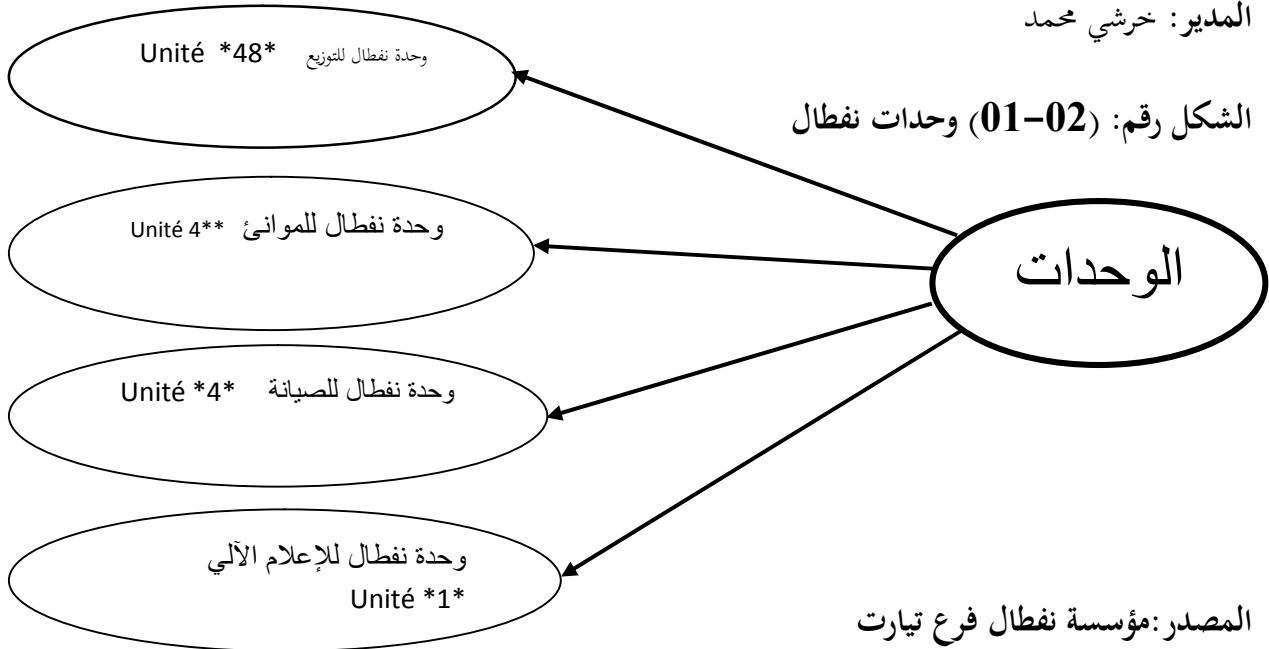 المدير: خرشي محمد
الشكل رقم: (02-01) وحدات نفطال
الوحدات
وحدة نفطال للتوزيع *48* Unité
وحدة نفطال للموانئ **4 Unité
وحدة نفطال للصيانة *4* Unité
وحدة نفطال للإعلام الآلي
Unité *1*
المصدر:مؤسسة نفطال فرع تيارت